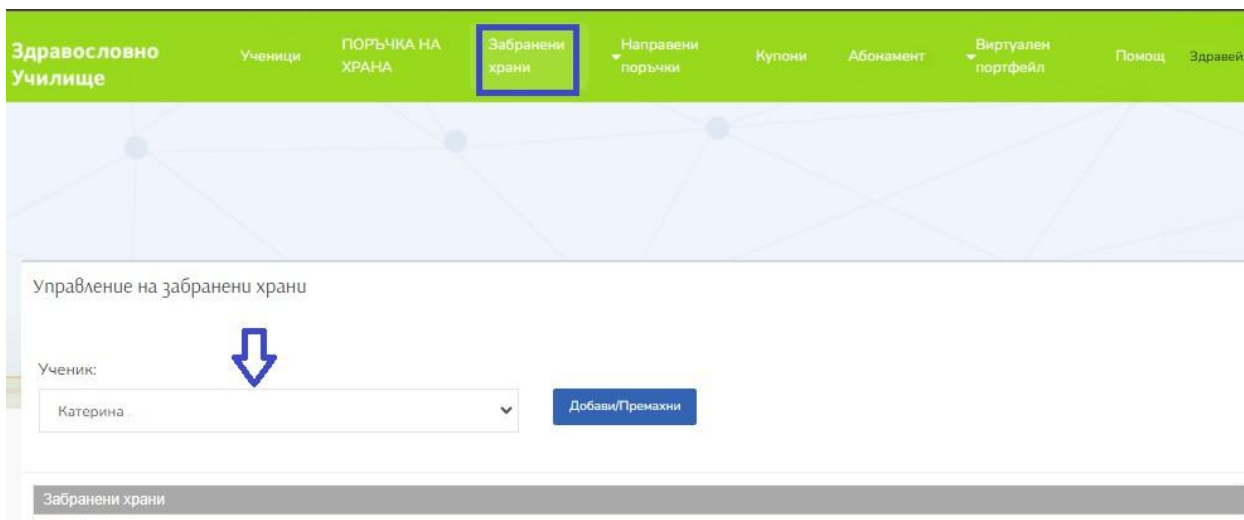 Здравословно
Училище
Ученици
ПОРЪЧКА НА
ХРАНА
Забранени
храни
Направени
поръчки
Купони
Абонамент
Виртуален
портфейл
Помощ
Здравей
Управление на забранени храни
Ученик:
Катерина
Добави/Премахни
Забранени храни